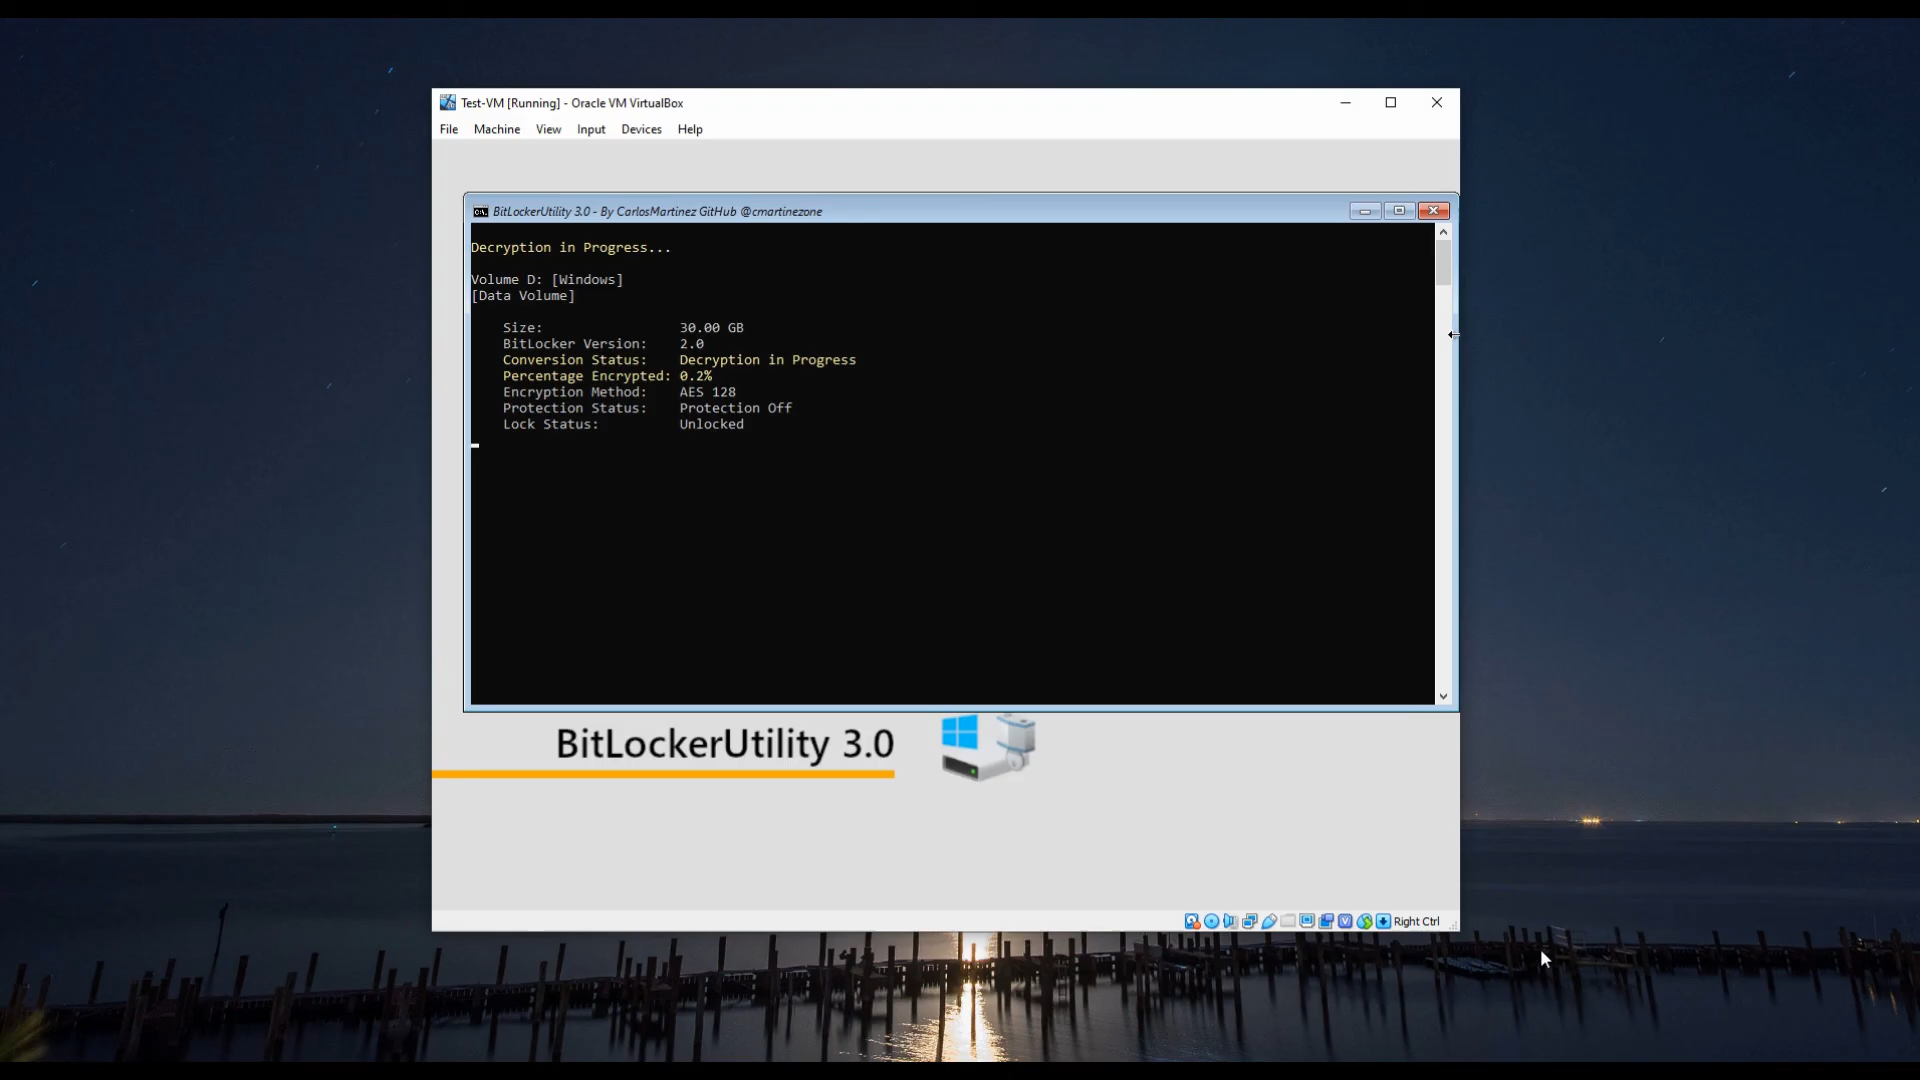 Test-VM [Running] - Oracle VM VirtualBox
File Machine View Input Devices Help
BitLockerUtility 3.0 - By CarlosMartinez GitHub @cmartinezone
Decryption in Progress...
Volume D: [Windows]
[Data Volume]
Size: 30.00 GB
BitLocker Version: 2.0
Conversion Status: Decryption in Progress
Percentage Encrypted: 0.2%
Encryption Method: AES 128
Protection Status: Protection Off
Lock Status: Unlocked
BitLockerUtility 3.0
Right Ctrl